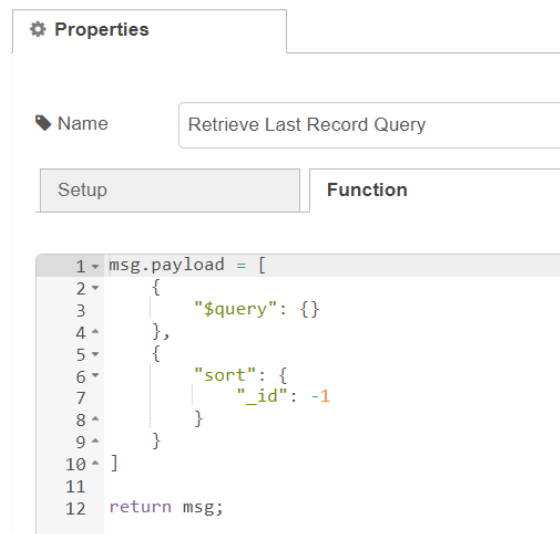 Properties
Name Retrieve Last Record Query
Setup Function
1 msg.payload = [
2 {
3 "$query": {}
4 },
5 {
6 "sort": {
7 "_id": -1
8 }
9 }
10 ]
11
12 return msg;